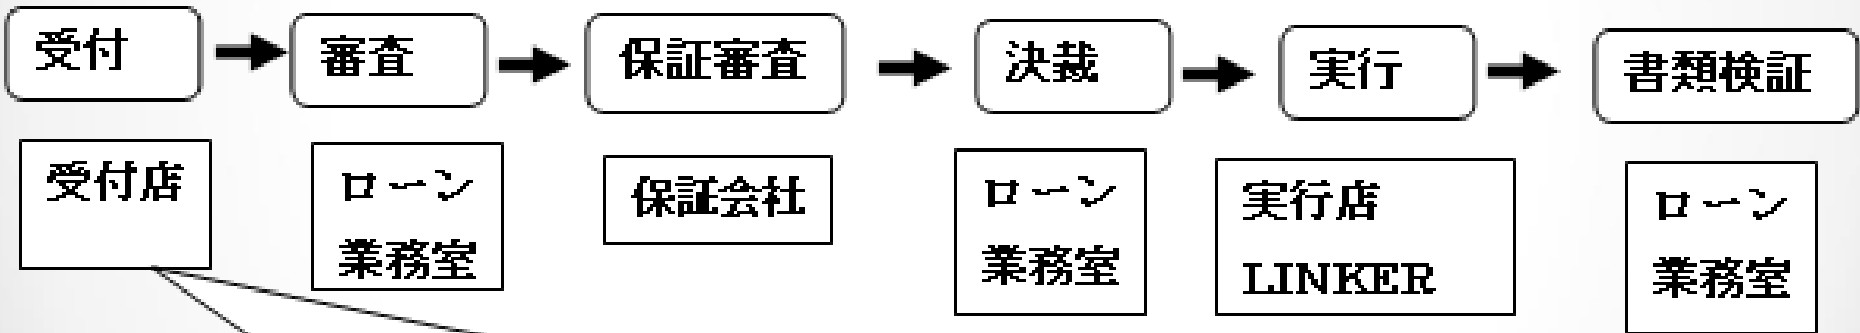 受付
審査
保証審査
決裁
実行
書類検証
受付店
ローン
業務室
保証会社
ローン
業務室
実行店
LINKER
ローン
業務室